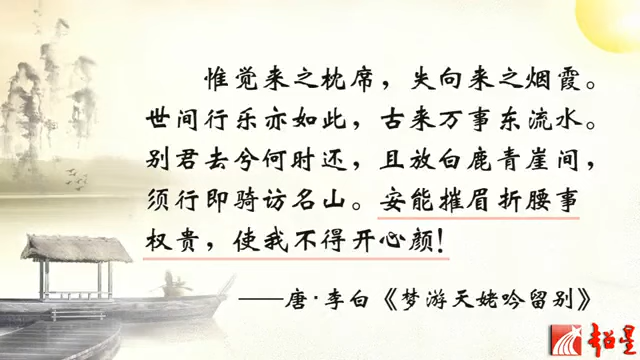 惟觉来之枕席，失向来之烟霞。
世间行乐亦如此，古来万事东流水。
别君去兮何时还，且放白鹿青崖间，
须行即骑访名山。安能摧眉折腰事
权贵，使我不得开心颜！
——唐·李白《梦游天姥吟留别》
超星